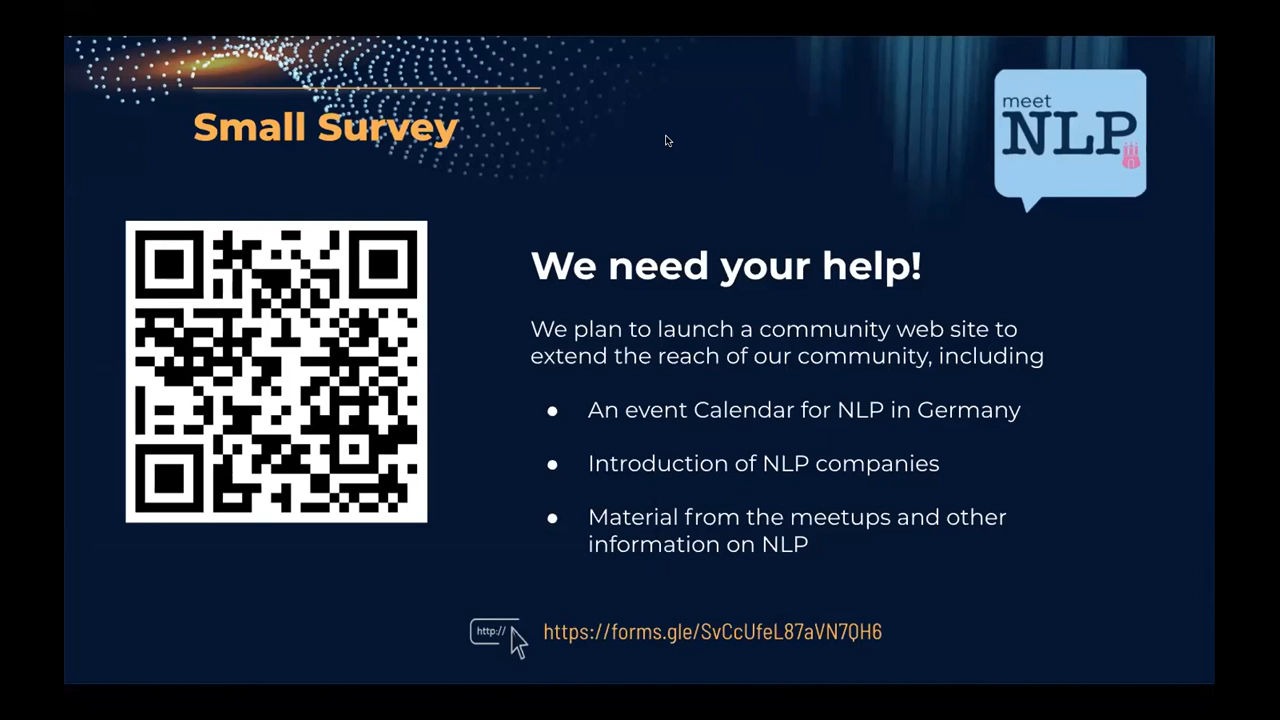 Small Survey
meet
NLP
We need your help!
We plan to launch a community web site to
extend the reach of our community, including
● An event Calendar for NLP in Germany
● Introduction of NLP companies
● Material from the meetups and other
information on NLP
http://
https://forms.gle/SvCcUfeL87aVN7QH6